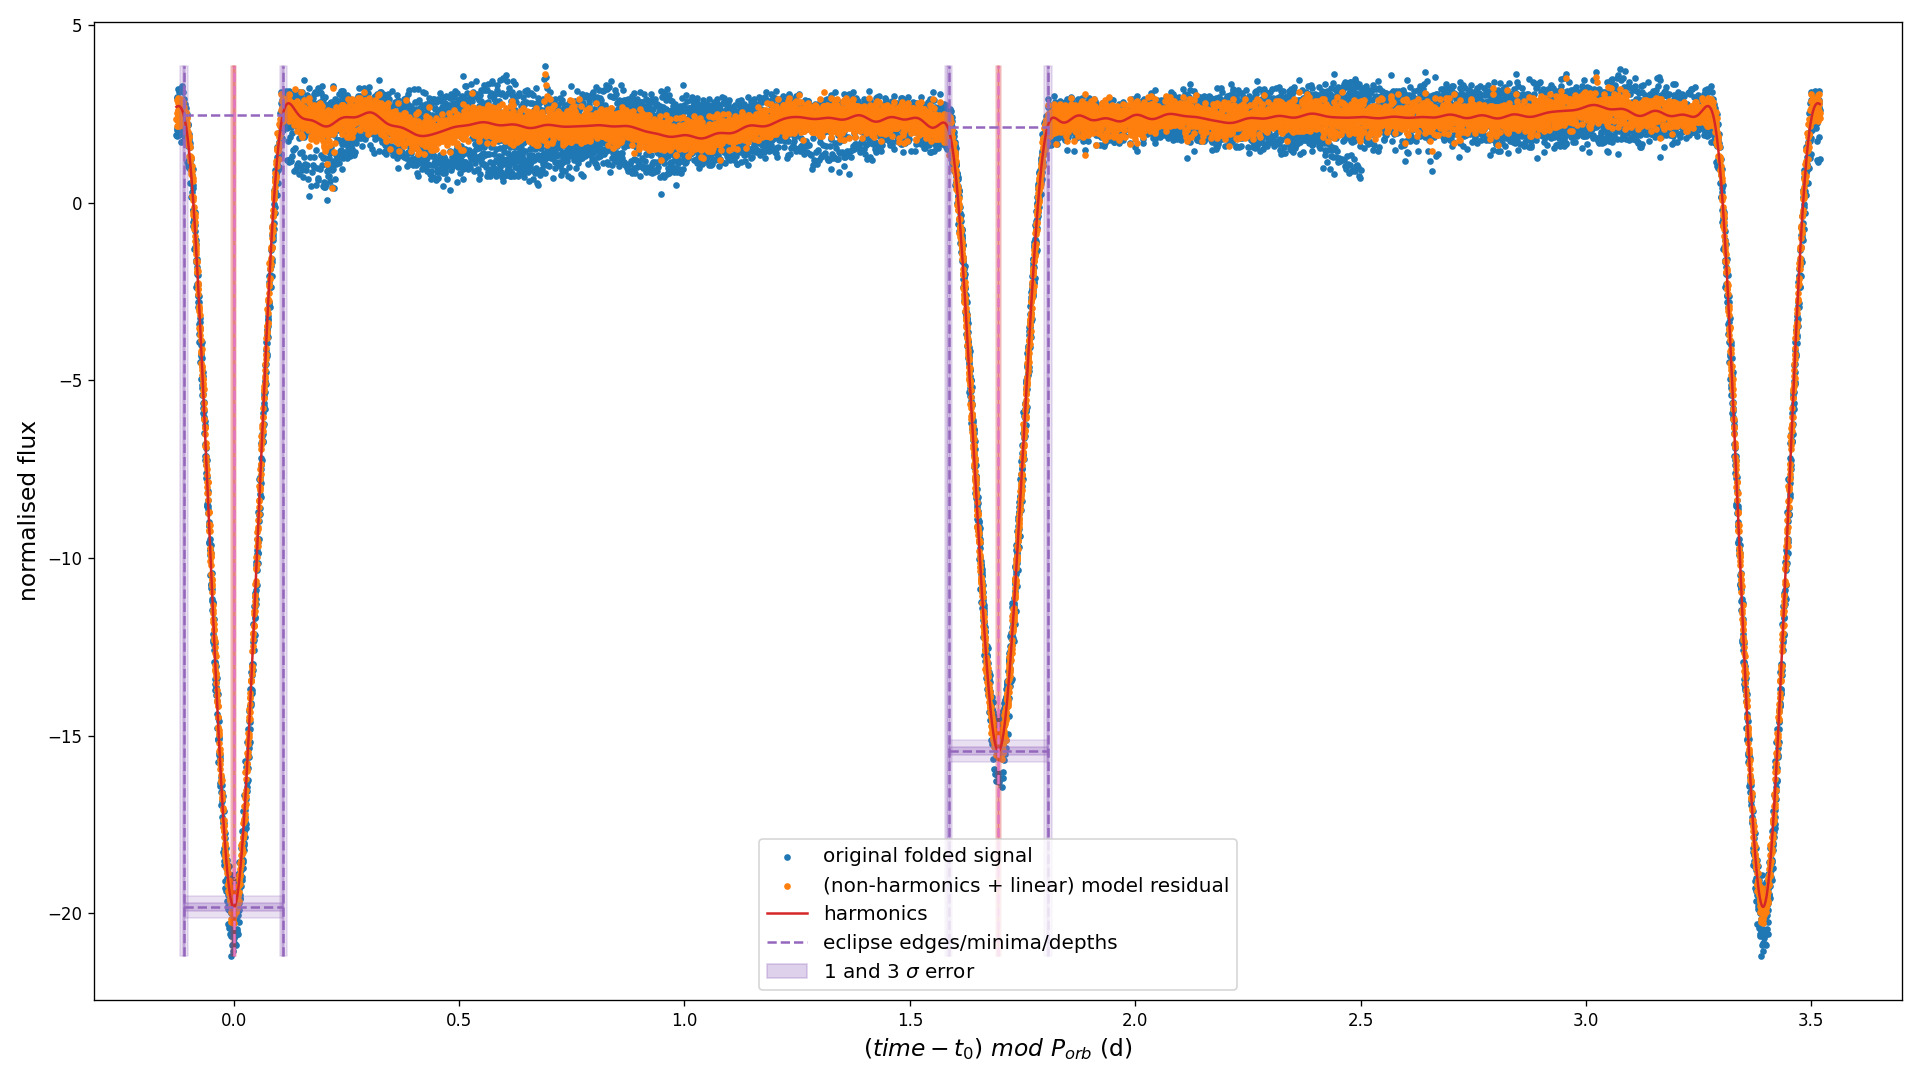 5
0
−5
−10
−15
−20
normalised flux
original folded signal
(non-harmonics + linear) model residual
harmonics
eclipse edges/minima/depths
1 and 3 σ error
0.0 0.5 1.0 1.5 2.0 2.5 3.0 3.5
(time − t₀) mod Pₒᵣb (d)